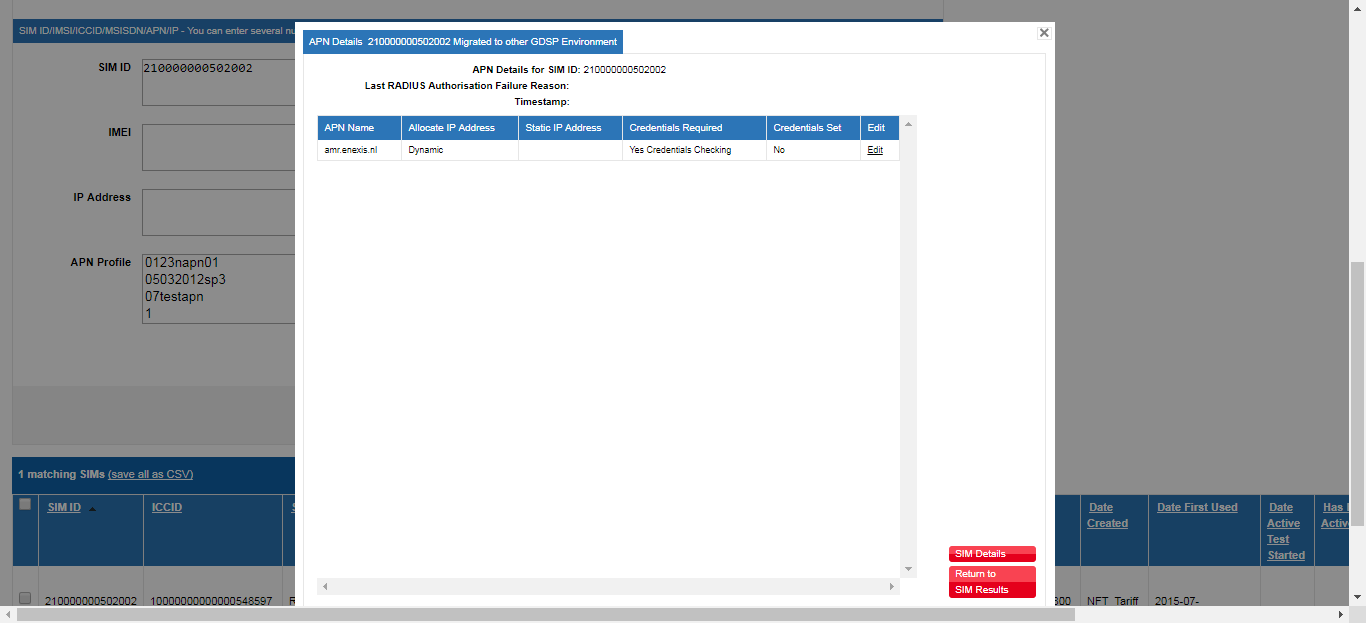 SIM ID/IMSI/ICCID/MSISDN/APN/IP - You can enter several nu
SIM ID
210000000502002
IMEI
IP Address
APN Profile
0123napn01
05032012sp3
07testapn
1
APN Details 210000000502002 Migrated to other GDSP Environment
APN Details for SIM ID: 210000000502002
Last RADIUS Authorisation Failure Reason:
Timestamp:
APN Name Allocate IP Address Static IP Address Credentials Required Credentials Set Edit
amr.enexis.nl Dynamic Yes Credentials Checking No Edit
SIM Details
Return to
SIM Results
1 matching SIMs (save all as CSV)
SIM ID ICCID Date Created Date First Used Date Active Test Started Has Activ
210000000502002 10000000000000548597 300 NFT_Tariff 2015-07-